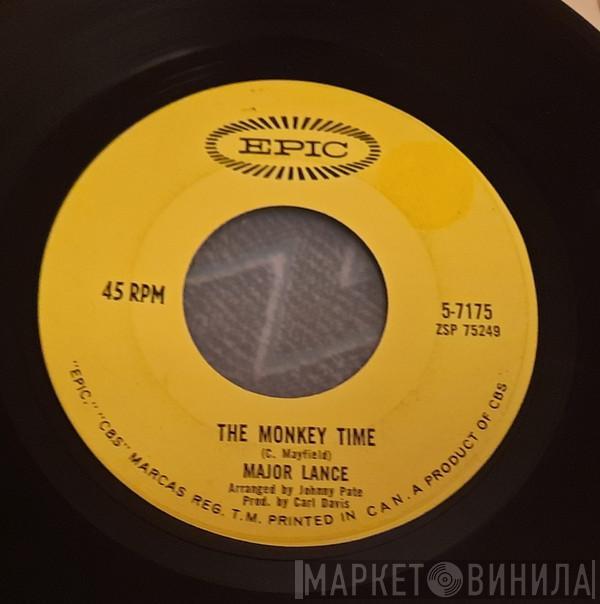 EPIC
45 RPM
5-7175
ZSP 75249
THE MONKEY TIME
(C. Mayfield)
MAJOR LANCE
Arranged by Johnny Pate
Prod. by Carl Davis
"EPIC," "CBS" MARCAS REG. T.M. PRINTED IN CAN. A PRODUCT OF CBS
МАРКЕТ ВИНИЛА